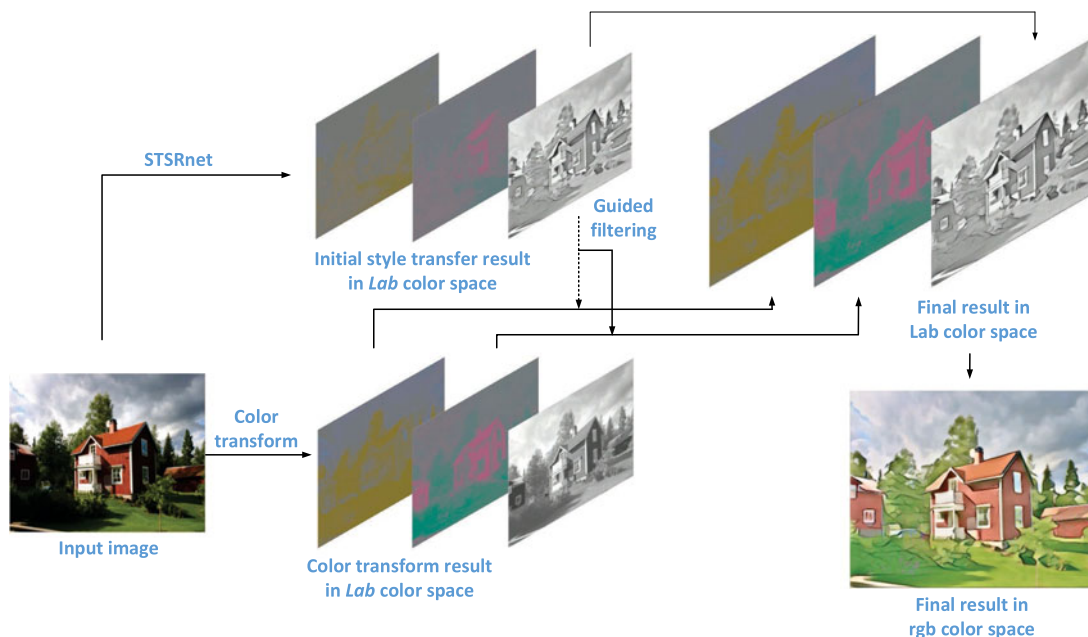 STSRnet
Guided
filtering
Initial style transfer result
in Lab color space
Final result in
Lab color space
Color
transform
Input image
Color transform result
in Lab color space
Final result in
rgb color space